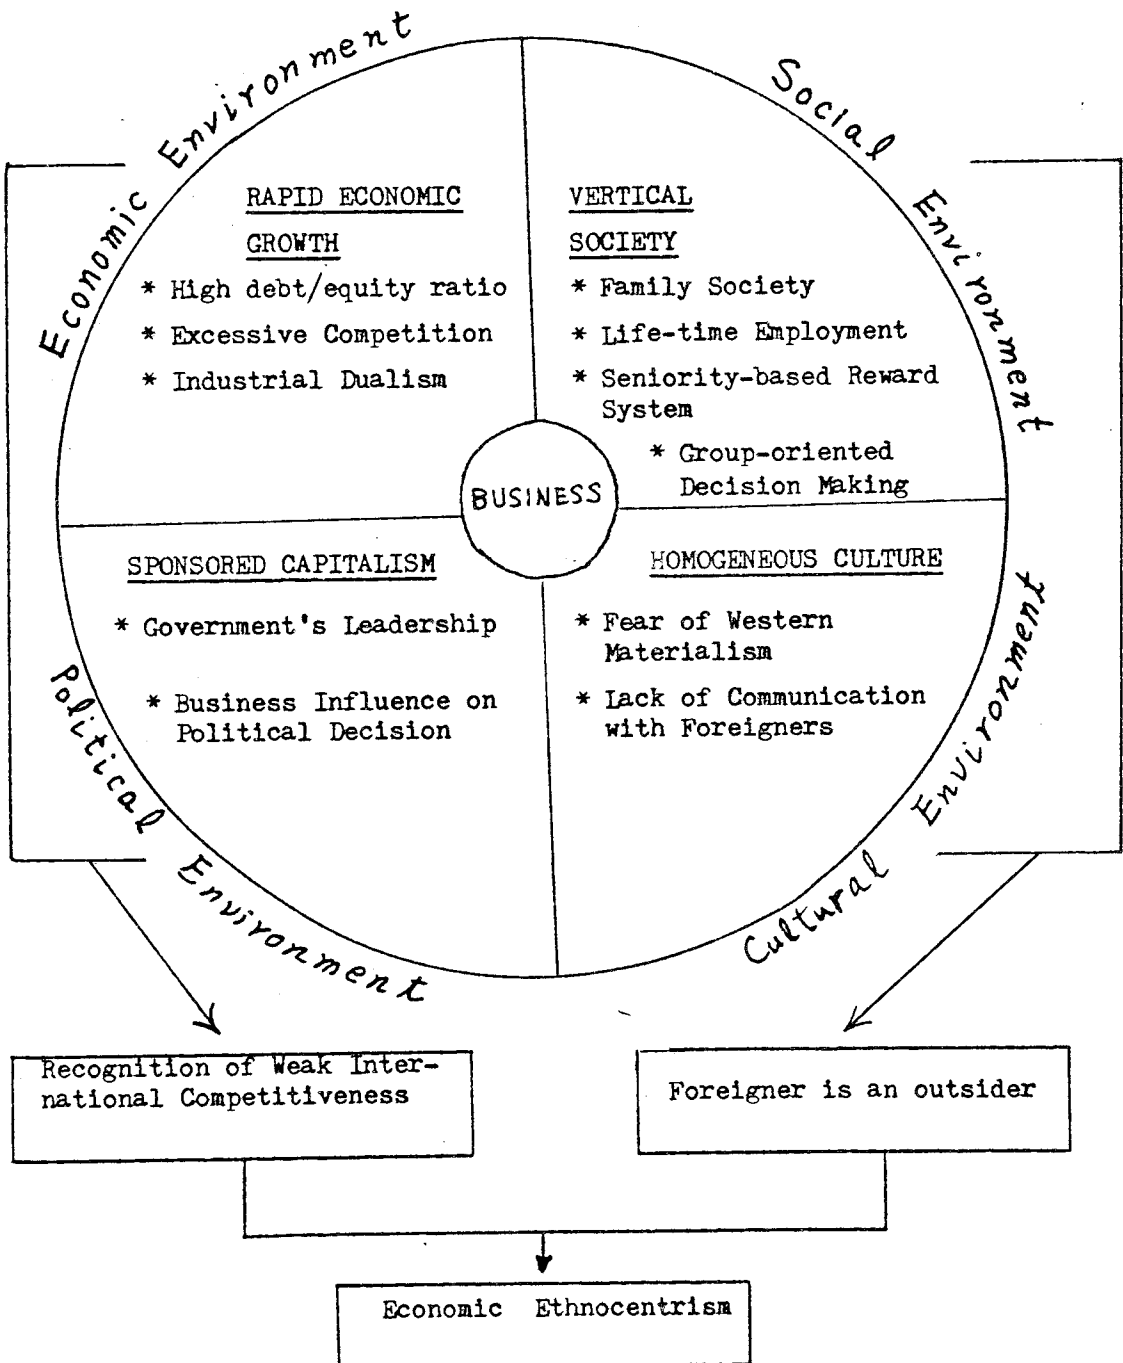 Economic Environment
Social Environment
RAPID ECONOMIC
GROWTH
* High debt/equity ratio
* Excessive Competition
* Industrial Dualism
VERTICAL
SOCIETY
* Family Society
* Life-time Employment
* Seniority-based Reward
System
* Group-oriented
Decision Making
BUSINESS
SPONSORED CAPITALISM
* Government's Leadership
* Business Influence on
Political Decision
HOMOGENEOUS CULTURE
* Fear of Western
Materialism
* Lack of Communication
with Foreigners
Political Environment
Cultural Environment
Recognition of Weak Inter-
national Competitiveness
Foreigner is an outsider
Economic Ethnocentrism